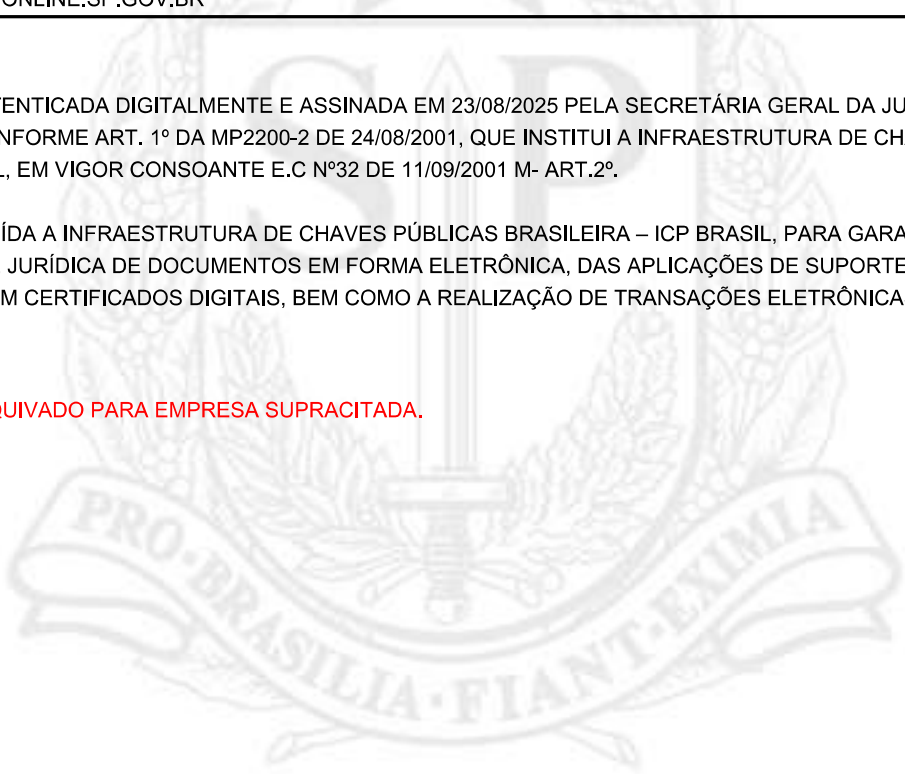 ONLINE.SP.GOV.BR
ENTICADA DIGITALMENTE E ASSINADA EM 23/08/2025 PELA SECRETÁRIA GERAL DA JU
NFORME ART. 1º DA MP2200-2 DE 24/08/2001, QUE INSTITUI A INFRAESTRUTURA DE CHA
L, EM VIGOR CONSOANTE E.C Nº32 DE 11/09/2001 M- ART.2º.
ÍDA A INFRAESTRUTURA DE CHAVES PÚBLICAS BRASILEIRA – ICP BRASIL, PARA GARA
JURÍDICA DE DOCUMENTOS EM FORMA ELETRÔNICA, DAS APLICAÇÕES DE SUPORTE
M CERTIFICADOS DIGITAIS, BEM COMO A REALIZAÇÃO DE TRANSAÇÕES ELETRÔNICA
QUIVADO PARA EMPRESA SUPRACITADA.
SP
PRO·BRASILIA·FIANT·EXIMIA